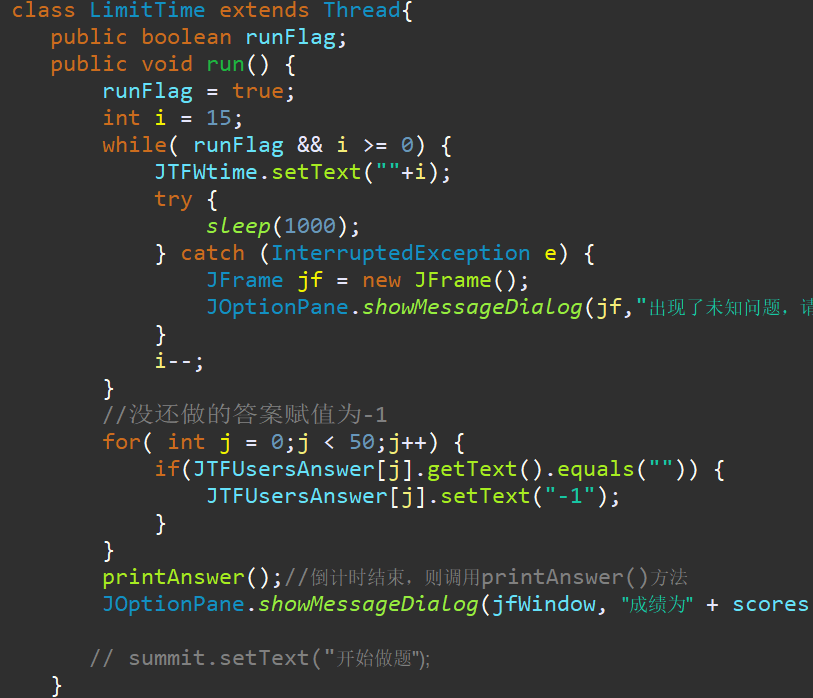 class LimitTime extends Thread{
public boolean runFlag;
public void run() {
runFlag = true;
int i = 15;
while( runFlag && i >= 0) {
JTFWtime.setText(""+i);
try {
sleep(1000);
} catch (InterruptedException e) {
JFrame jf = new JFrame();
JOptionPane.showMessageDialog(jf,"出现了未知问题，请
}
i--;
}
//没还做的答案赋值为-1
for( int j = 0;j < 50;j++) {
if(JTFUsersAnswer[j].getText().equals("")) {
JTFUsersAnswer[j].setText("-1");
}
}
printAnswer();//倒计时结束，则调用printAnswer()方法
JOptionPane.showMessageDialog(jfWindow, "成绩为" + scores
// summit.setText("开始做题");
}